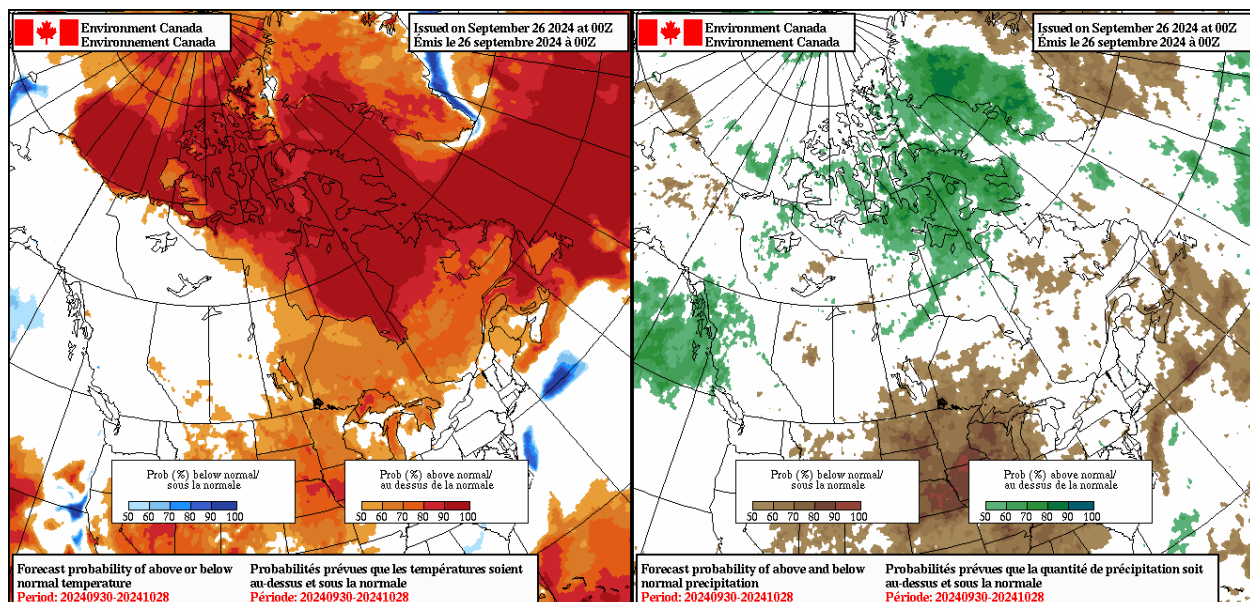 Environment Canada
Environnement Canada
Issued on September 26 2024 at 00Z
Émis le 26 septembre 2024 à 00Z
Prob (%) below normal/
sous la normale
50 60 70 80 90 100
Prob (%) above normal/
au dessus de la normale
50 60 70 80 90 100
Forecast probability of above or below
normal temperature
Period: 20240930-20241028
Probabilités prévues que les températures soient
au-dessus et sous la normale
Période: 20240930-20241028
Environment Canada
Environnement Canada
Issued on September 26 2024 at 00Z
Émis le 26 septembre 2024 à 00Z
Prob (%) below normal/
sous la normale
50 60 70 80 90 100
Prob (%) above normal/
au dessus de la normale
50 60 70 80 90 100
Forecast probability of above and below
normal precipitation
Period: 20240930-20241028
Probabilités prévues que la quantité de précipitation soit
au-dessus et sous la normale
Période: 20240930-20241028